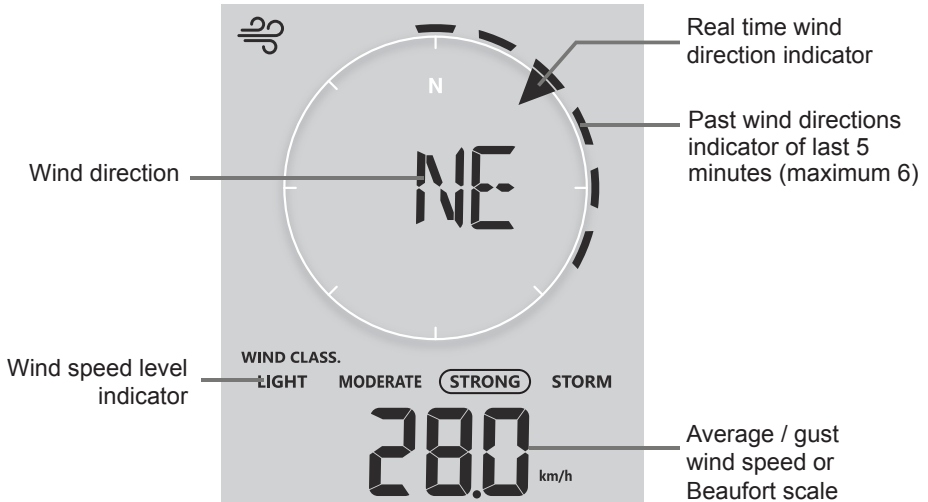 Real time wind
direction indicator
N
Past wind directions
indicator of last 5
minutes (maximum 6)
Wind direction
NE
WIND CLASS.
Wind speed level
indicator
LIGHT MODERATE STRONG STORM
28.0 km/h
Average / gust
wind speed or
Beaufort scale